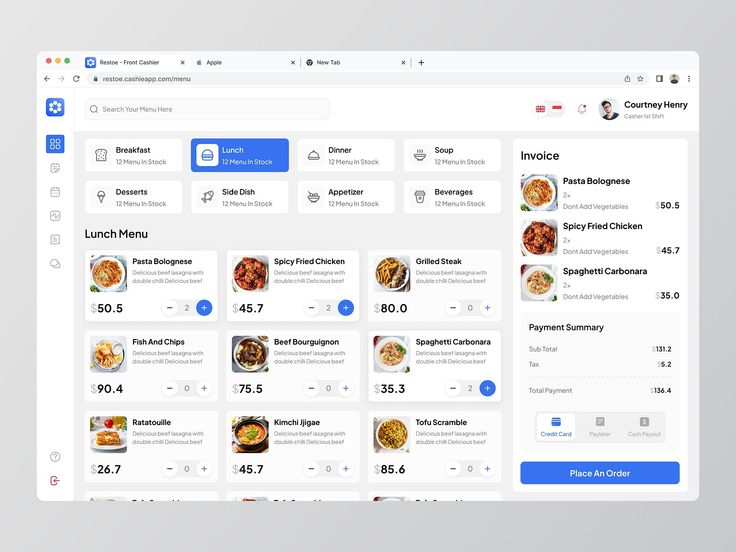 Restoe - Front Cashier
Apple
New Tab
restoe.cashieapp.com/menu
Search Your Menu Here
Courtney Henry
Casher Ist Shift
Breakfast
12 Menu In Stock
Lunch
12 Menu In Stock
Dinner
12 Menu In Stock
Soup
12 Menu In Stock
Desserts
12 Menu In Stock
Side Dish
12 Menu In Stock
Appetizer
12 Menu In Stock
Beverages
12 Menu In Stock
Lunch Menu
Pasta Bolognese
Delicious beef lasagna with
double chilli Delicious beef
$50.5
2
Spicy Fried Chicken
Delicious beef lasagna with
double chilli Delicious beef
$45.7
2
Grilled Steak
Delicious beef lasagna with
double chilli Delicious beef
$80.0
0
Fish And Chips
Delicious beef lasagna with
double chilli Delicious beef
$90.4
0
Beef Bourguignon
Delicious beef lasagna with
double chilli Delicious beef
$75.5
0
Spaghetti Carbonara
Delicious beef lasagna with
double chilli Delicious beef
$35.3
2
Ratatouille
Delicious beef lasagna with
double chilli Delicious beef
$26.7
0
Kimchi Jjigae
Delicious beef lasagna with
double chilli Delicious beef
$45.7
0
Tofu Scramble
Delicious beef lasagna with
double chilli Delicious beef
$85.6
0
Invoice
Pasta Bolognese
2x
Dont Add Vegetables
$50.5
Spicy Fried Chicken
2x
Dont Add Vegetables
$45.7
Spaghetti Carbonara
2x
Dont Add Vegetables
$35.0
Payment Summary
Sub Total $131.2
Tax $5.2
Total Payment $136.4
Credit Card
Paylater
Cash Payout
Place An Order